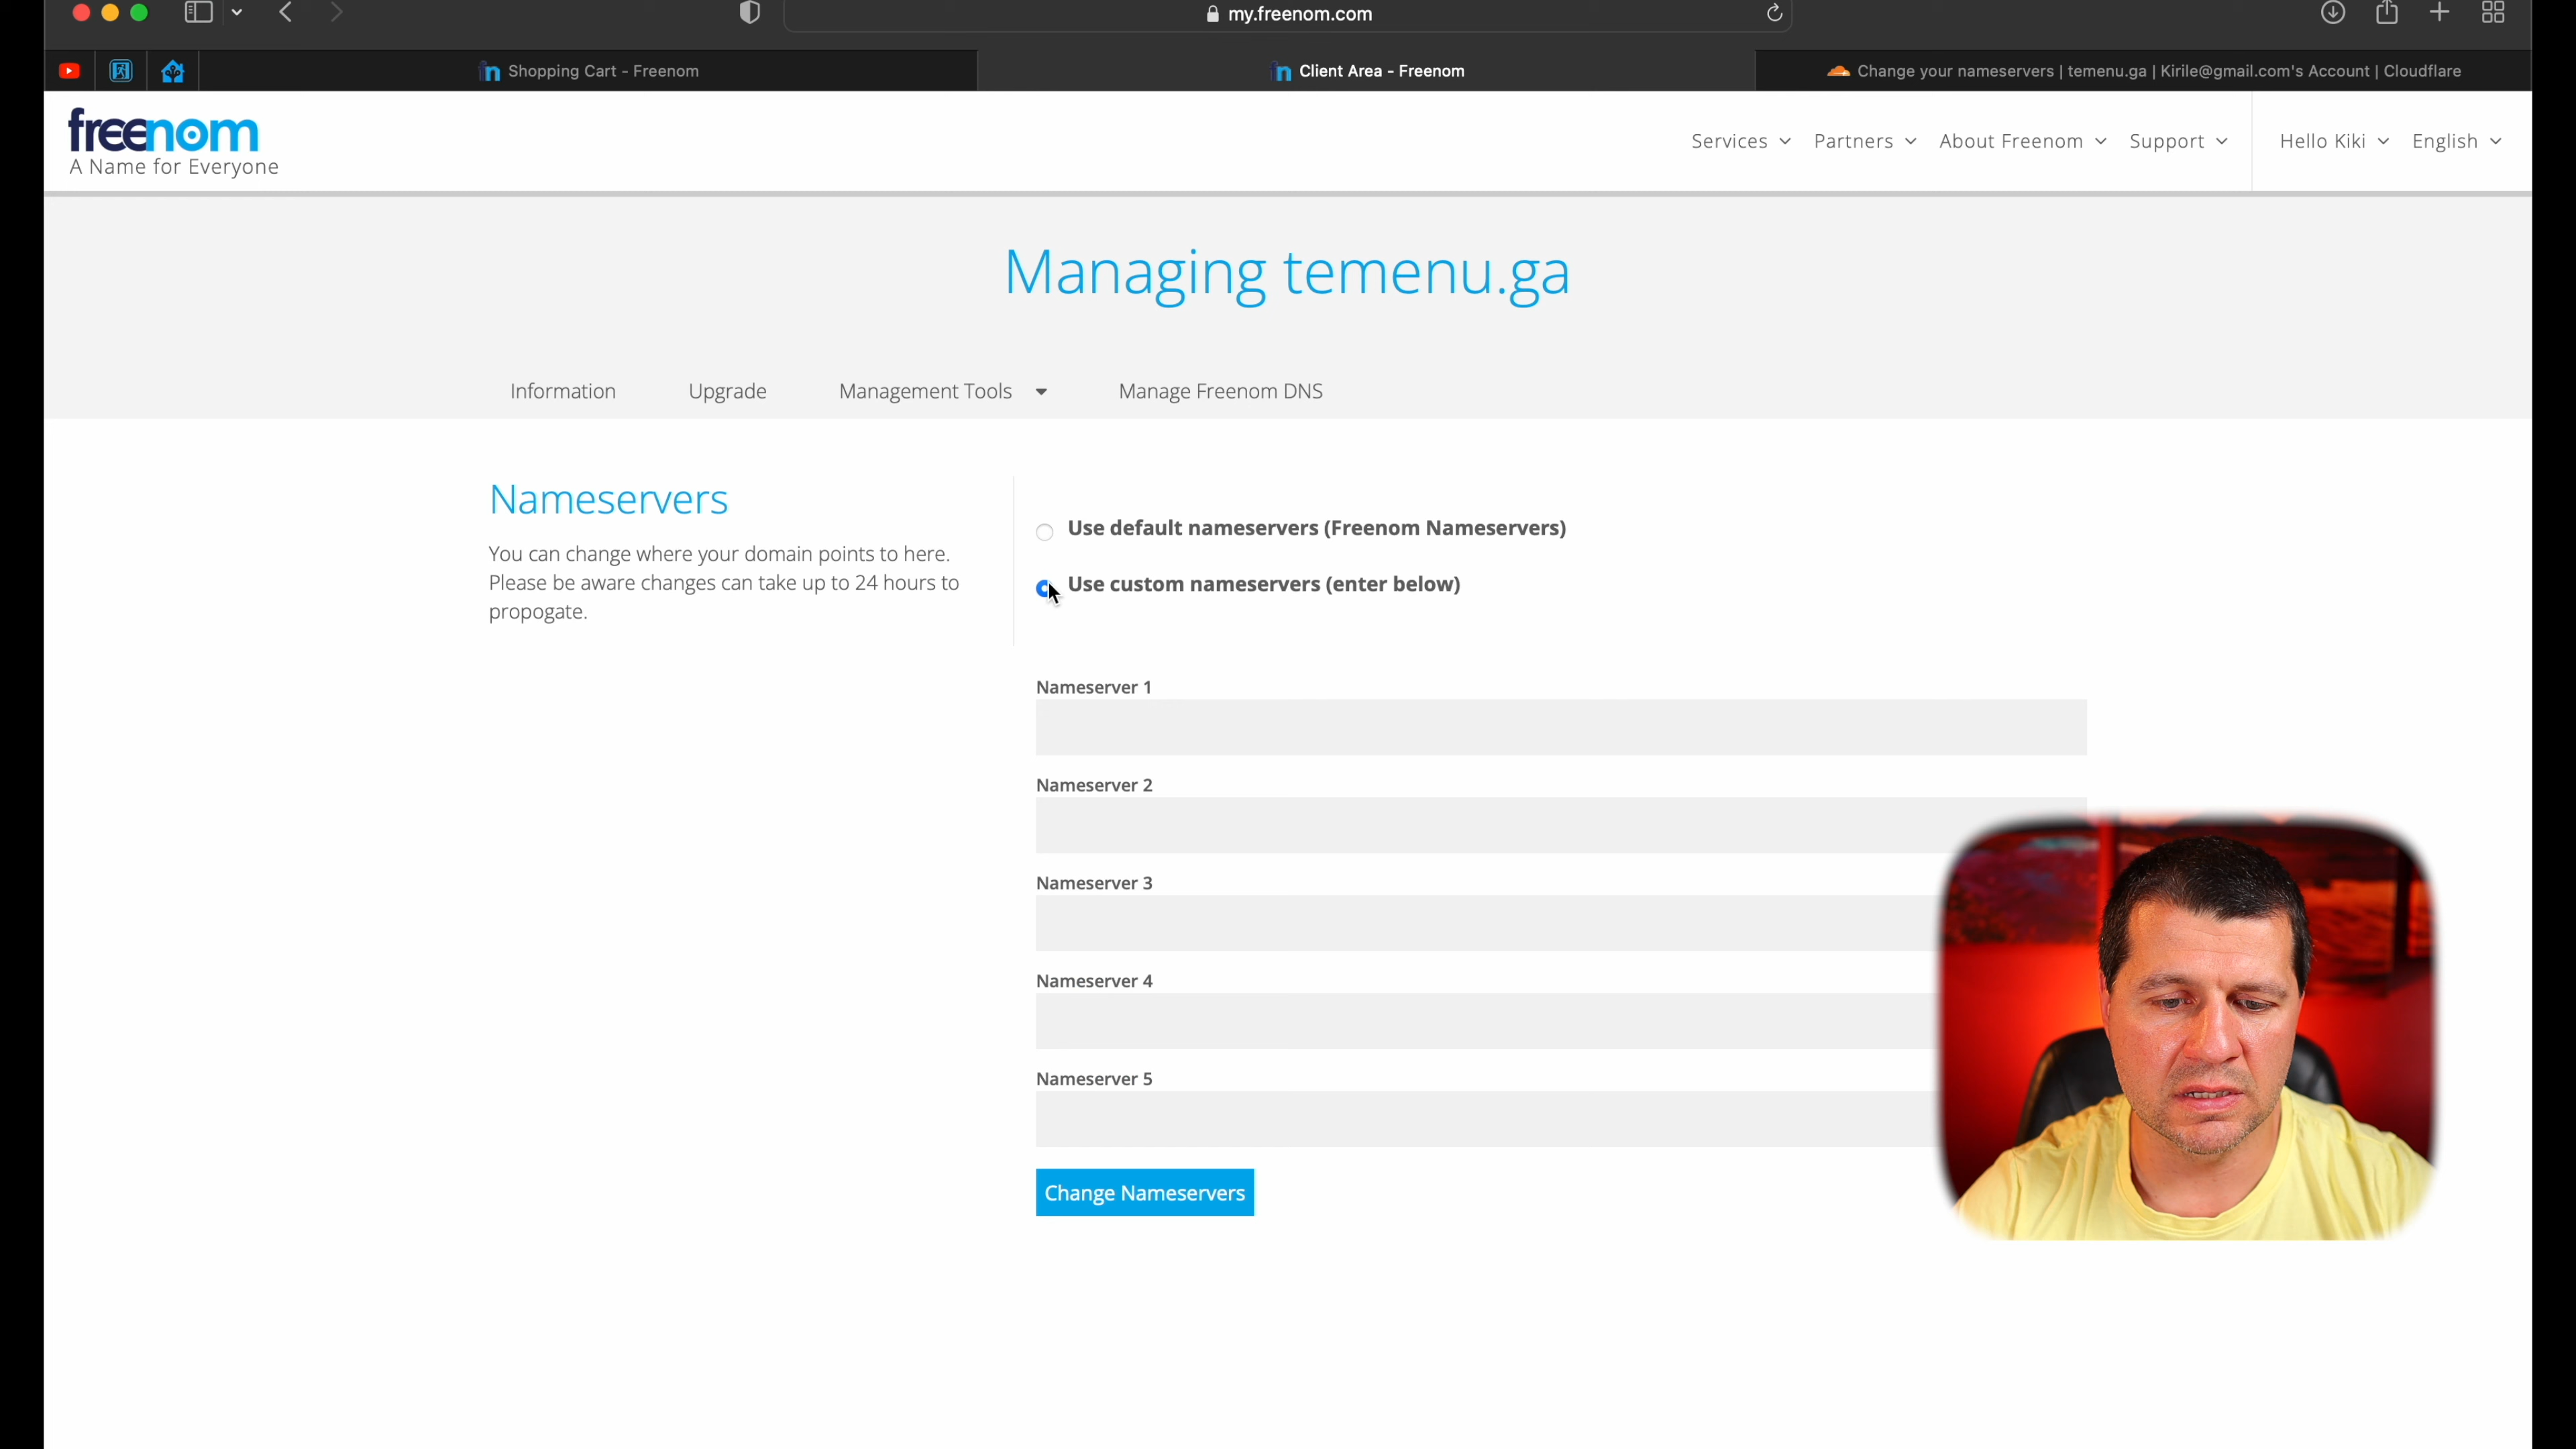 my.freenom.com
Shopping Cart - Freenom
Client Area - Freenom
Change your nameservers | temenu.ga | Kirile@gmail.com's Account | Cloudflare
freenom
A Name for Everyone
Services
Partners
About Freenom
Support
Hello Kiki
English
Managing temenu.ga
Information
Upgrade
Management Tools
Manage Freenom DNS
Nameservers
You can change where your domain points to here.
Please be aware changes can take up to 24 hours to
propogate.
Use default nameservers (Freenom Nameservers)
Use custom nameservers (enter below)
Nameserver 1
Nameserver 2
Nameserver 3
Nameserver 4
Nameserver 5
Change Nameservers